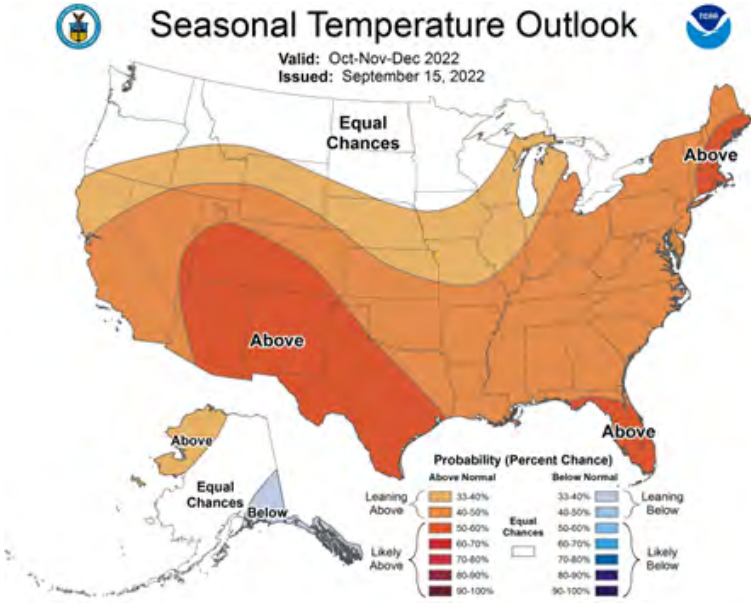 Seasonal Temperature Outlook
Valid: Oct-Nov-Dec 2022
Issued: September 15, 2022
Equal
Chances
Above
Above
Above
Above
Equal
Chances
Below
Probability (Percent Chance)
Above Normal
Below Normal
Leaning
Above
33-40%
40-50%
Likely
Above
50-60%
60-70%
70-80%
80-90%
90-100%
Equal
Chances
33-40%
40-50%
Leaning
Below
50-60%
60-70%
70-80%
80-90%
90-100%
Likely
Below